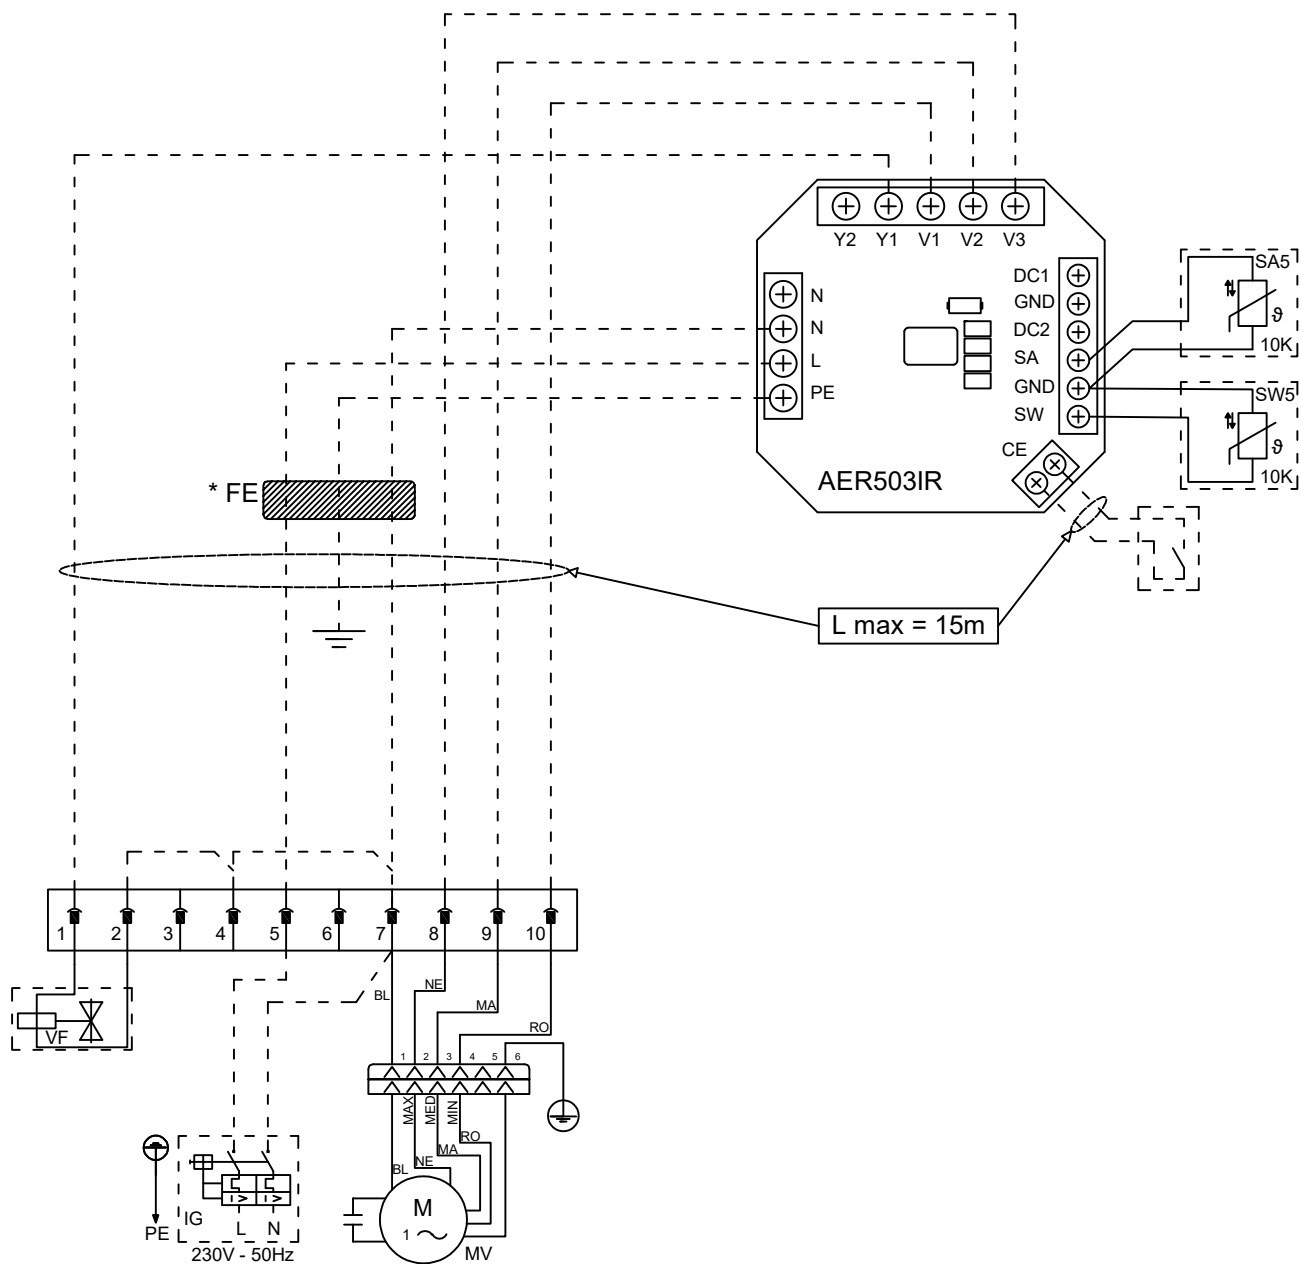 Y2 Y1 V1 V2 V3
N
N
L
PE
DC1
GND
DC2
SA
GND
SW
CE
AER503IR
SA5
ϑ
10K
SW5
ϑ
10K
* FE
L max = 15m
1 2 3 4 5 6 7 8 9 10
VF
BL
NE
MA
RO
1 2 3 4 5 6
MAX
MED
MIN
RO
MA
NE
BL
M
1
MV
PE
IG
L N
230V - 50Hz